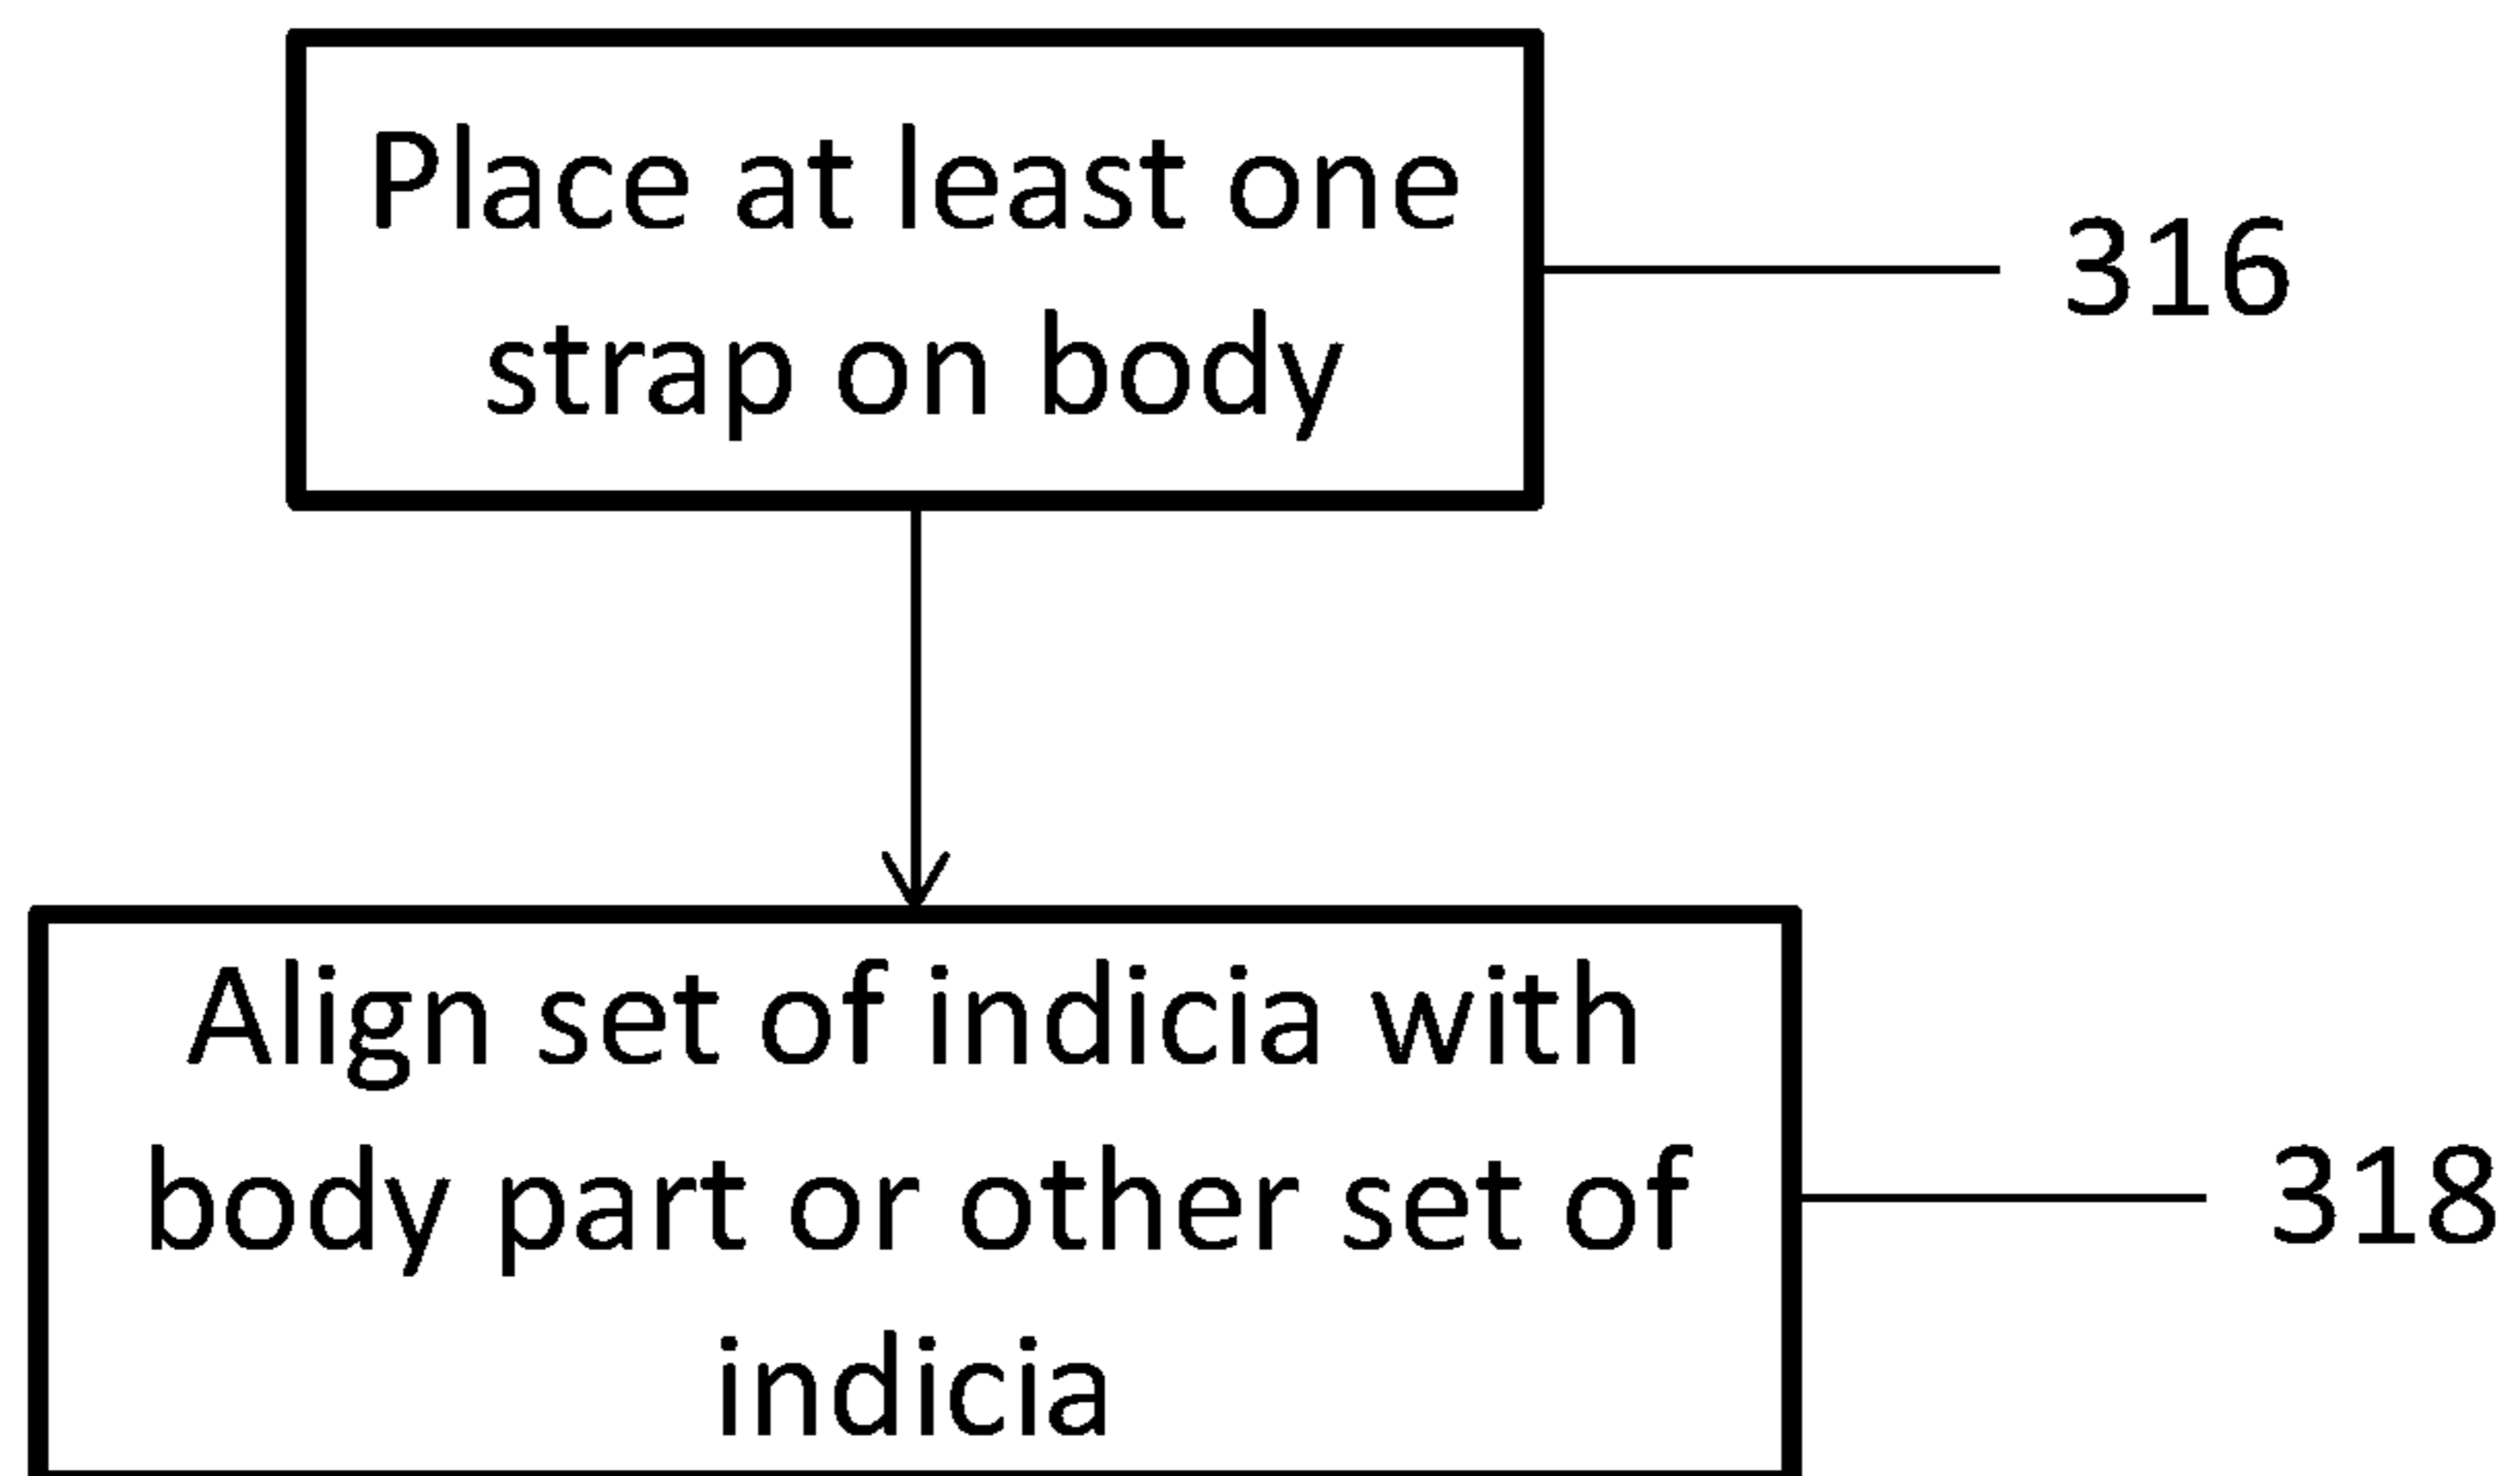 Place at least one
strap on body
316
Align set of indicia with
body part or other set of
indicia
318